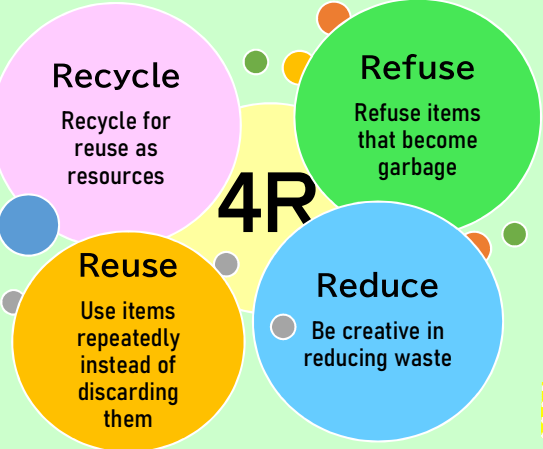 Recycle
Recycle for
reuse as
resources
Refuse
Refuse items
that become
garbage
4R
Reuse
Use items
repeatedly
instead of
discarding
them
Reduce
Be creative in
reducing waste